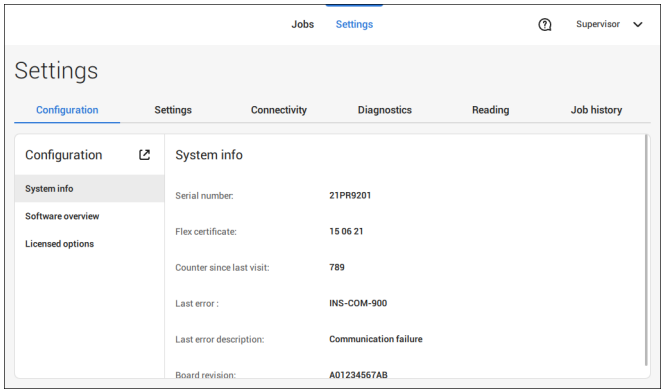 Jobs Settings Supervisor
Settings
Configuration Settings Connectivity Diagnostics Reading Job history
Configuration
System info
Software overview
Licensed options
System info
Serial number: 21PR9201
Flex certificate: 15 06 21
Counter since last visit: 789
Last error : INS-COM-900
Last error description: Communication failure
Board revision: A01234567AB